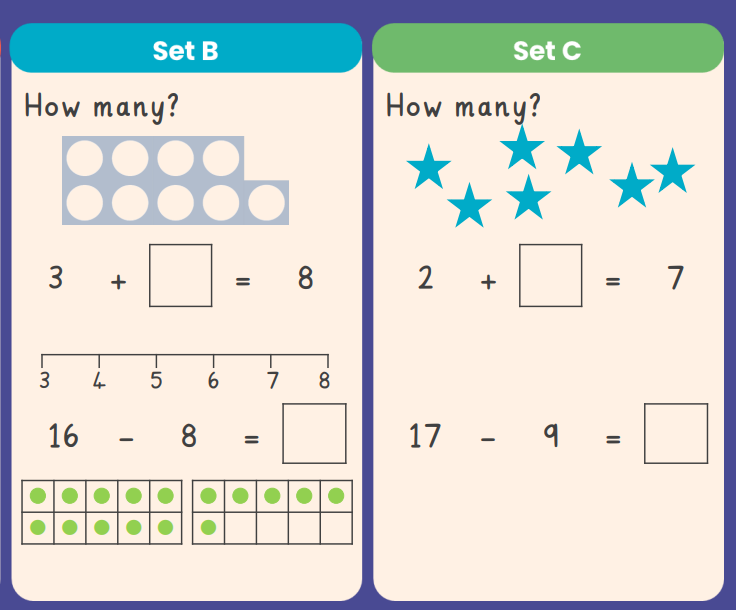 Set B
How many?
3 + = 8
3 4 5 6 7 8
16 - 8 =
Set C
How many?
2 + = 7
17 - 9 =